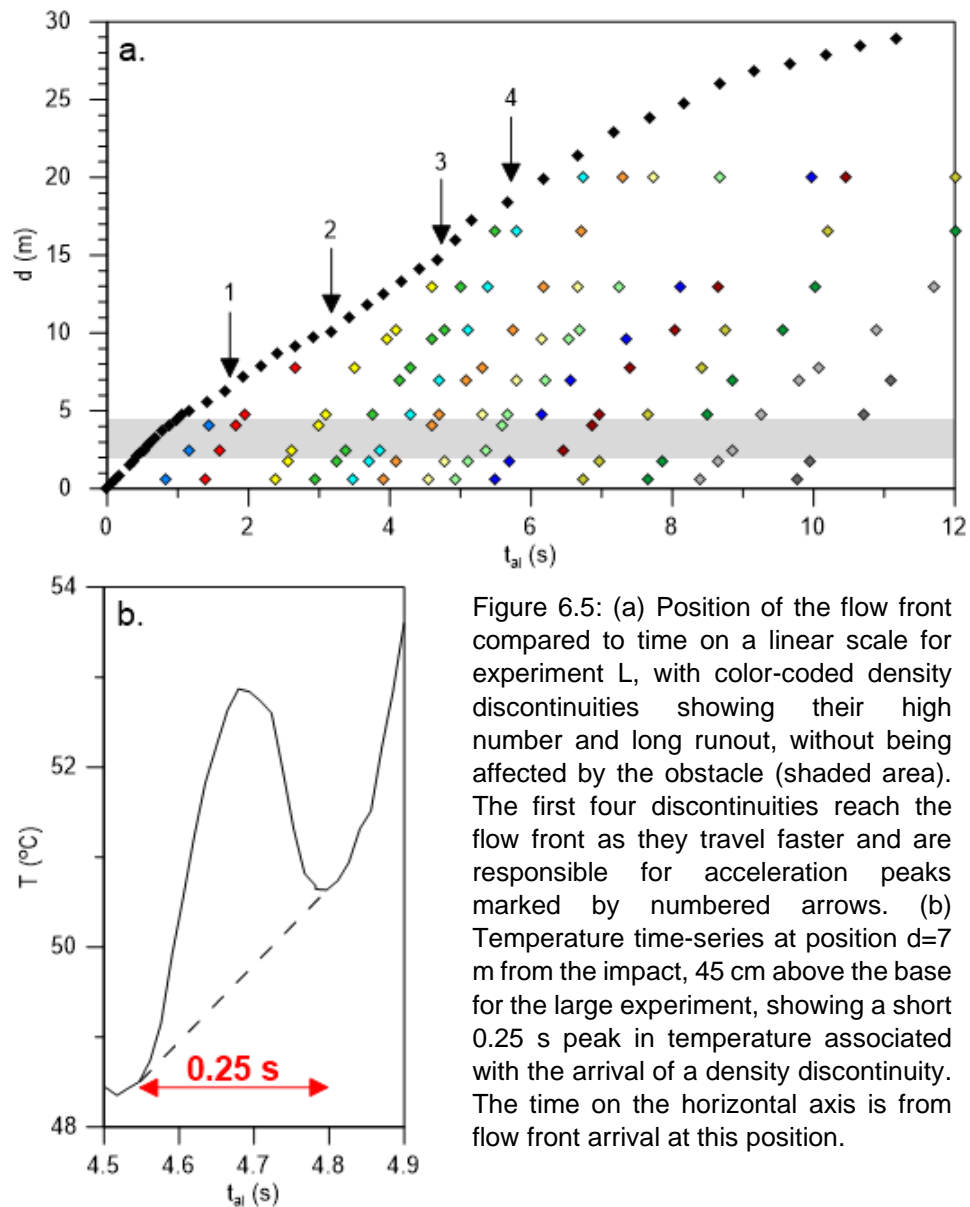 a.
30
25
20
15
10
5
0
d (m)
1
2
3
4
0 2 4 6 8 10 12
t_al (s)
b.
54
52
50
48
T (ºC)
0.25 s
4.5 4.6 4.7 4.8 4.9
t_al (s)
Figure 6.5: (a) Position of the flow front
compared to time on a linear scale for
experiment L, with color-coded density
discontinuities showing their high
number and long runout, without being
affected by the obstacle (shaded area).
The first four discontinuities reach the
flow front as they travel faster and are
responsible for acceleration peaks
marked by numbered arrows. (b)
Temperature time-series at position d=7
m from the impact, 45 cm above the base
for the large experiment, showing a short
0.25 s peak in temperature associated
with the arrival of a density discontinuity.
The time on the horizontal axis is from
flow front arrival at this position.